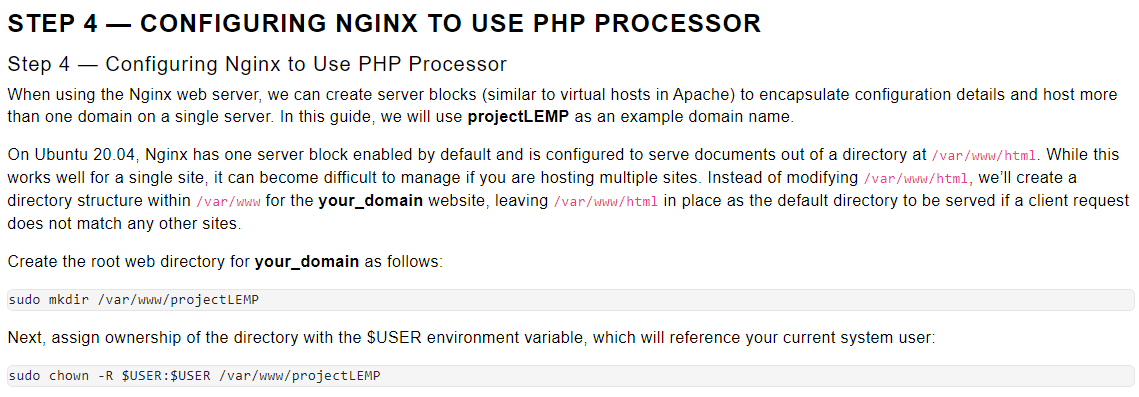 STEP 4 — CONFIGURING NGINX TO USE PHP PROCESSOR
Step 4 — Configuring Nginx to Use PHP Processor
When using the Nginx web server, we can create server blocks (similar to virtual hosts in Apache) to encapsulate configuration details and host more
than one domain on a single server. In this guide, we will use projectLEMP as an example domain name.
On Ubuntu 20.04, Nginx has one server block enabled by default and is configured to serve documents out of a directory at /var/www/html. While this
works well for a single site, it can become difficult to manage if you are hosting multiple sites. Instead of modifying /var/www/html, we’ll create a
directory structure within /var/www for the your_domain website, leaving /var/www/html in place as the default directory to be served if a client request
does not match any other sites.
Create the root web directory for your_domain as follows:
sudo mkdir /var/www/projectLEMP
Next, assign ownership of the directory with the $USER environment variable, which will reference your current system user:
sudo chown -R $USER:$USER /var/www/projectLEMP